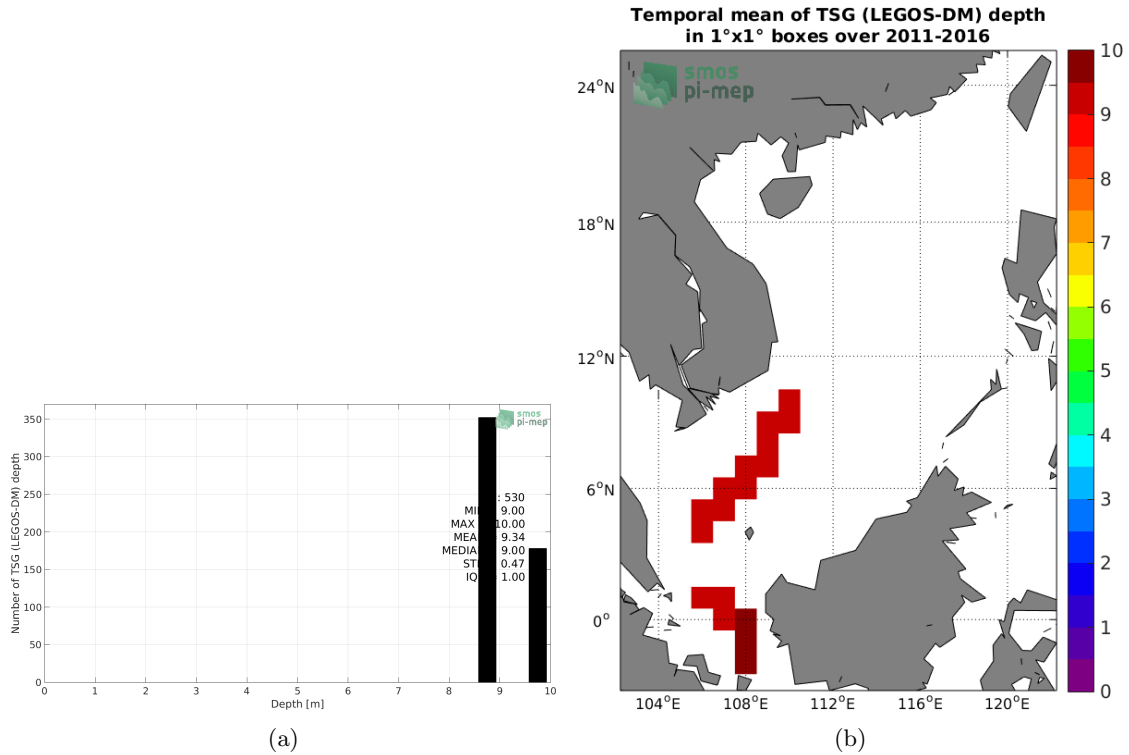 Temporal mean of TSG (LEGOS-DM) depth
in 1°x1° boxes over 2011-2016
smos
pi-mep
24°N
18°N
12°N
6°N
0°
104°E
108°E
112°E
116°E
120°E
10
9
8
7
6
5
4
3
2
1
0
Number of TSG (LEGOS-DM) depth
350
300
250
200
150
100
50
0
smos
pi-mep
: 530
9.00
MAX 10.00
9.34
MEDIAN 9.00
0.47
1.00
0 1 2 3 4 5 6 7 8 9 10
Depth [m]
(a)
(b)